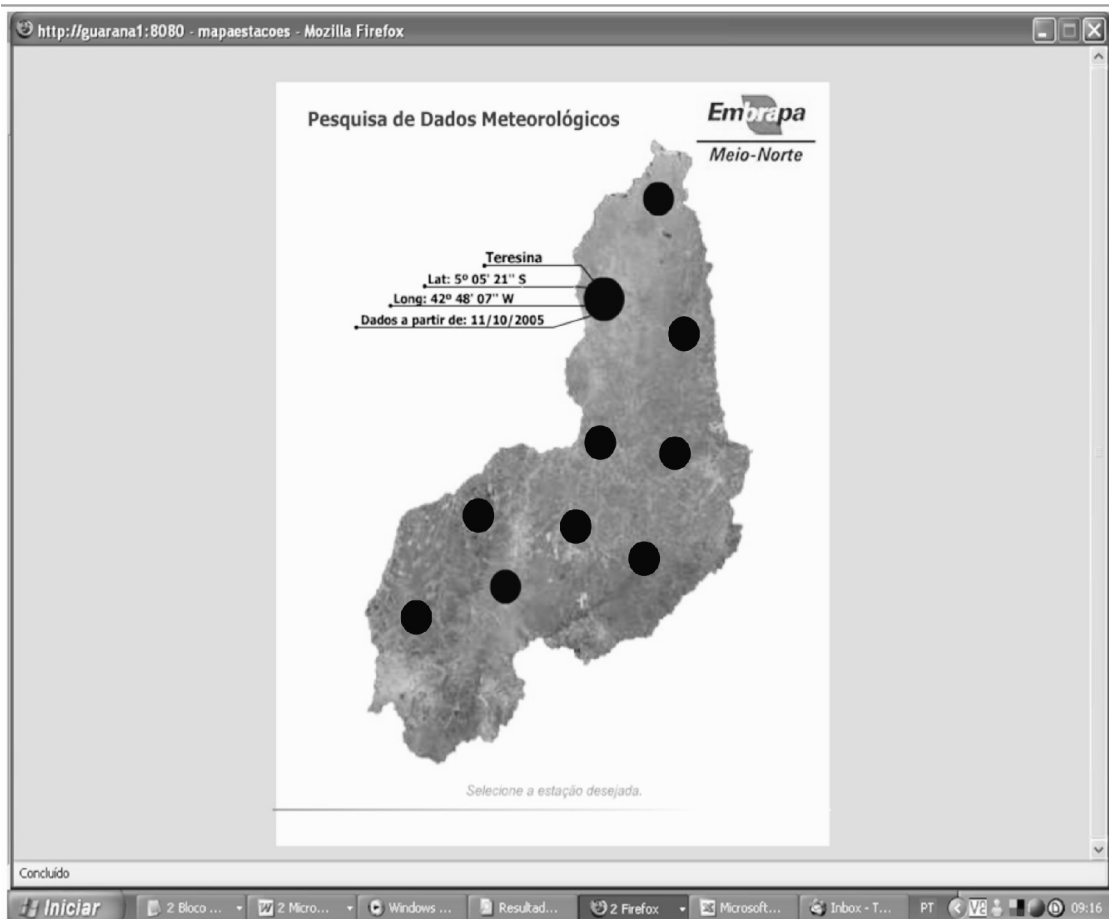 http://guarana1:8080 - mapaestacoes - Mozilla Firefox
Pesquisa de Dados Meteorológicos
Embrapa
Meio-Norte
Teresina
Lat: 5º 05' 21" S
Long: 42º 48' 07" W
Dados a partir de: 11/10/2005
Selecione a estação desejada.
Concluído
Iniciar 2 Bloco ... 2 Micro... Windows ... Resultad... 2 Firefox Microsoft... Inbox - T... PT 09:16